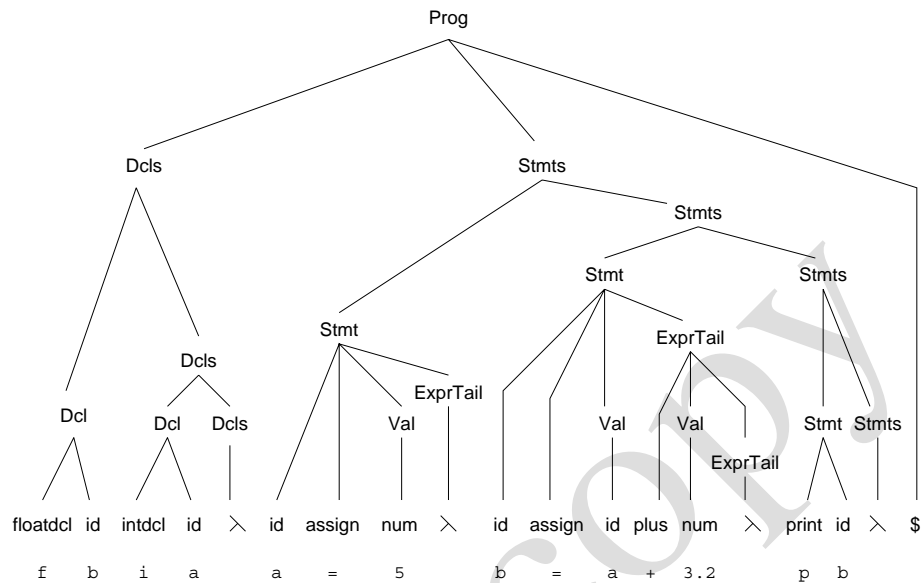 Prog
Dcls Stmts
Stmts
Stmt Stmts
Stmt ExprTail
Dcls
ExprTail
Dcl Dcl Dcls Val Val Val Stmt Stmts
ExprTail
floatdcl id intdcl id λ id assign num λ id assign id plus num λ print id λ $
f b i a a = 5 b = a + 3.2 p b
copy